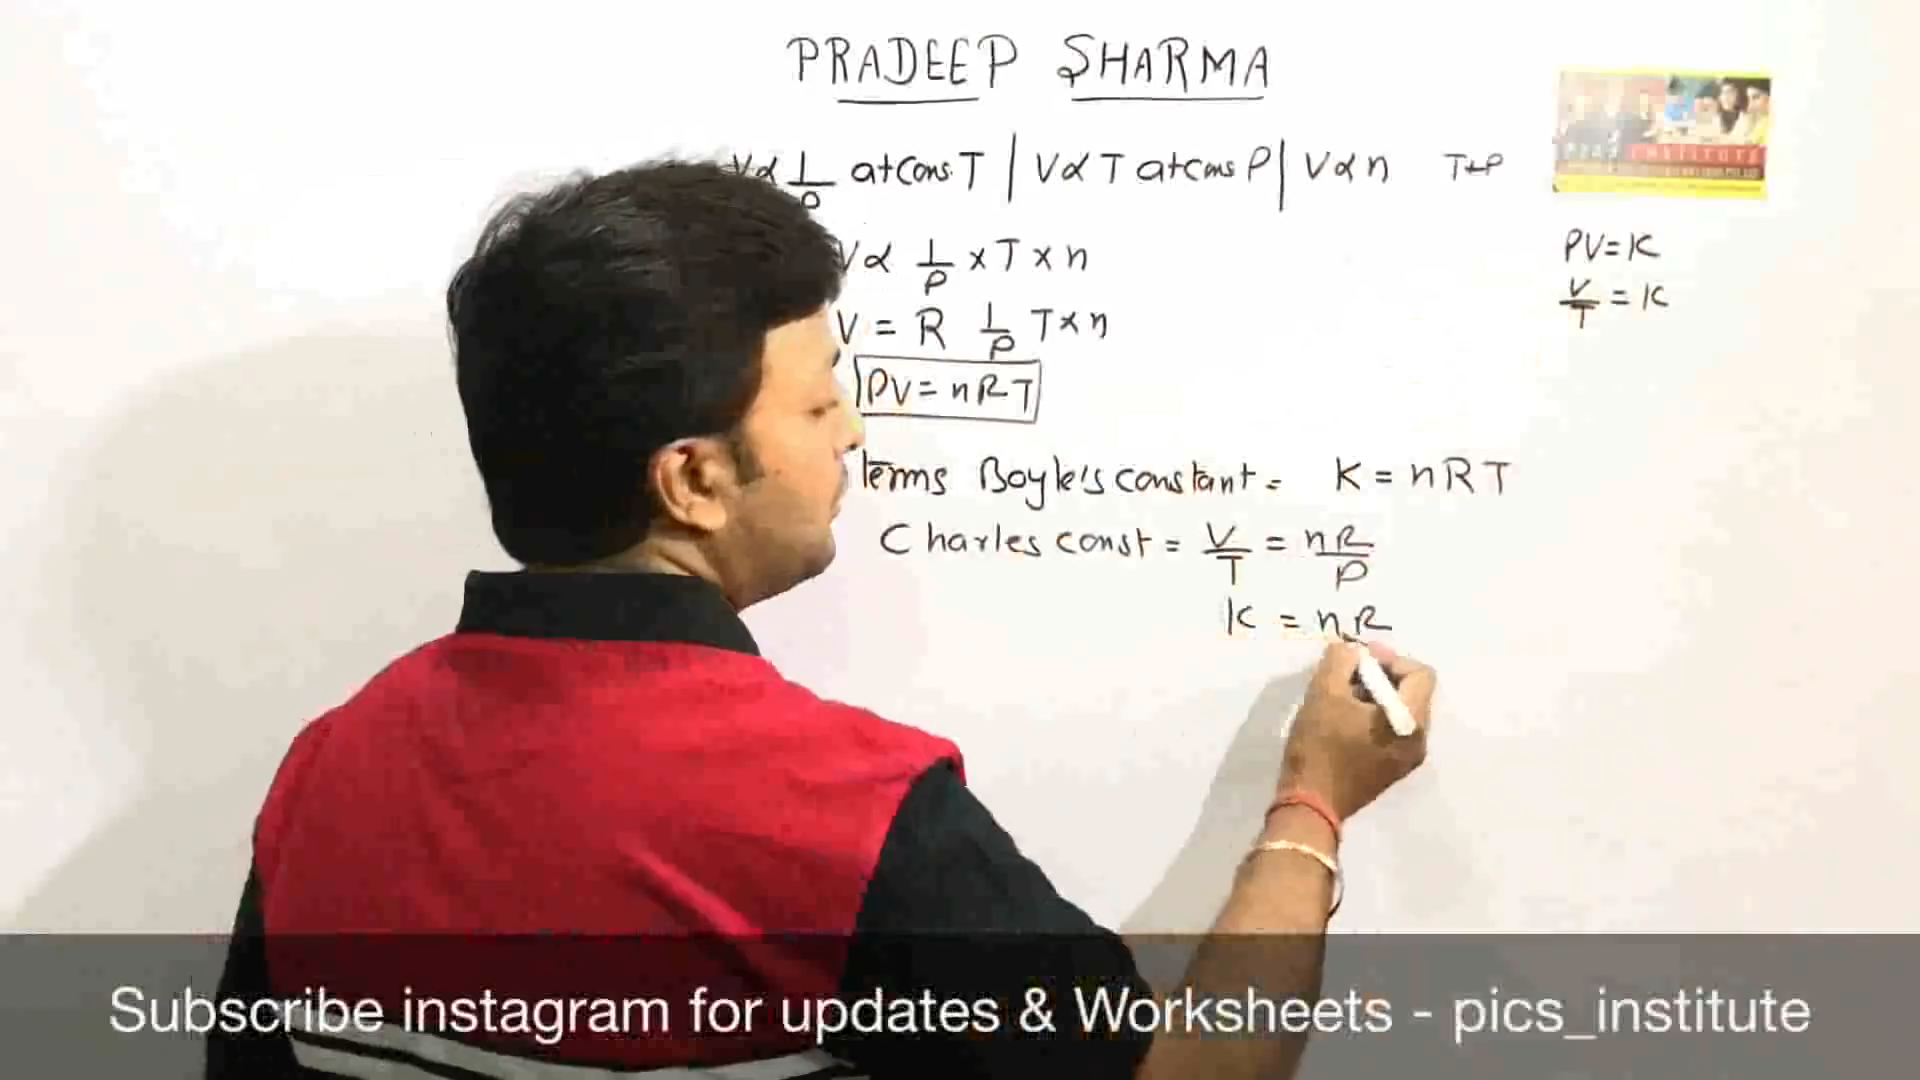 PRADEEP SHARMA
V∝ 1/P at Cons. T | V∝ T at cons P | V∝ n T+P
V∝ 1/P × T × n
V = R 1/P T × n
PV = nRT
PV = K
V/T = K
terms Boyle's constant = K = nRT
Charles const = V/T = nR/P
K = nR
Subscribe instagram for updates & Worksheets - pics_institute